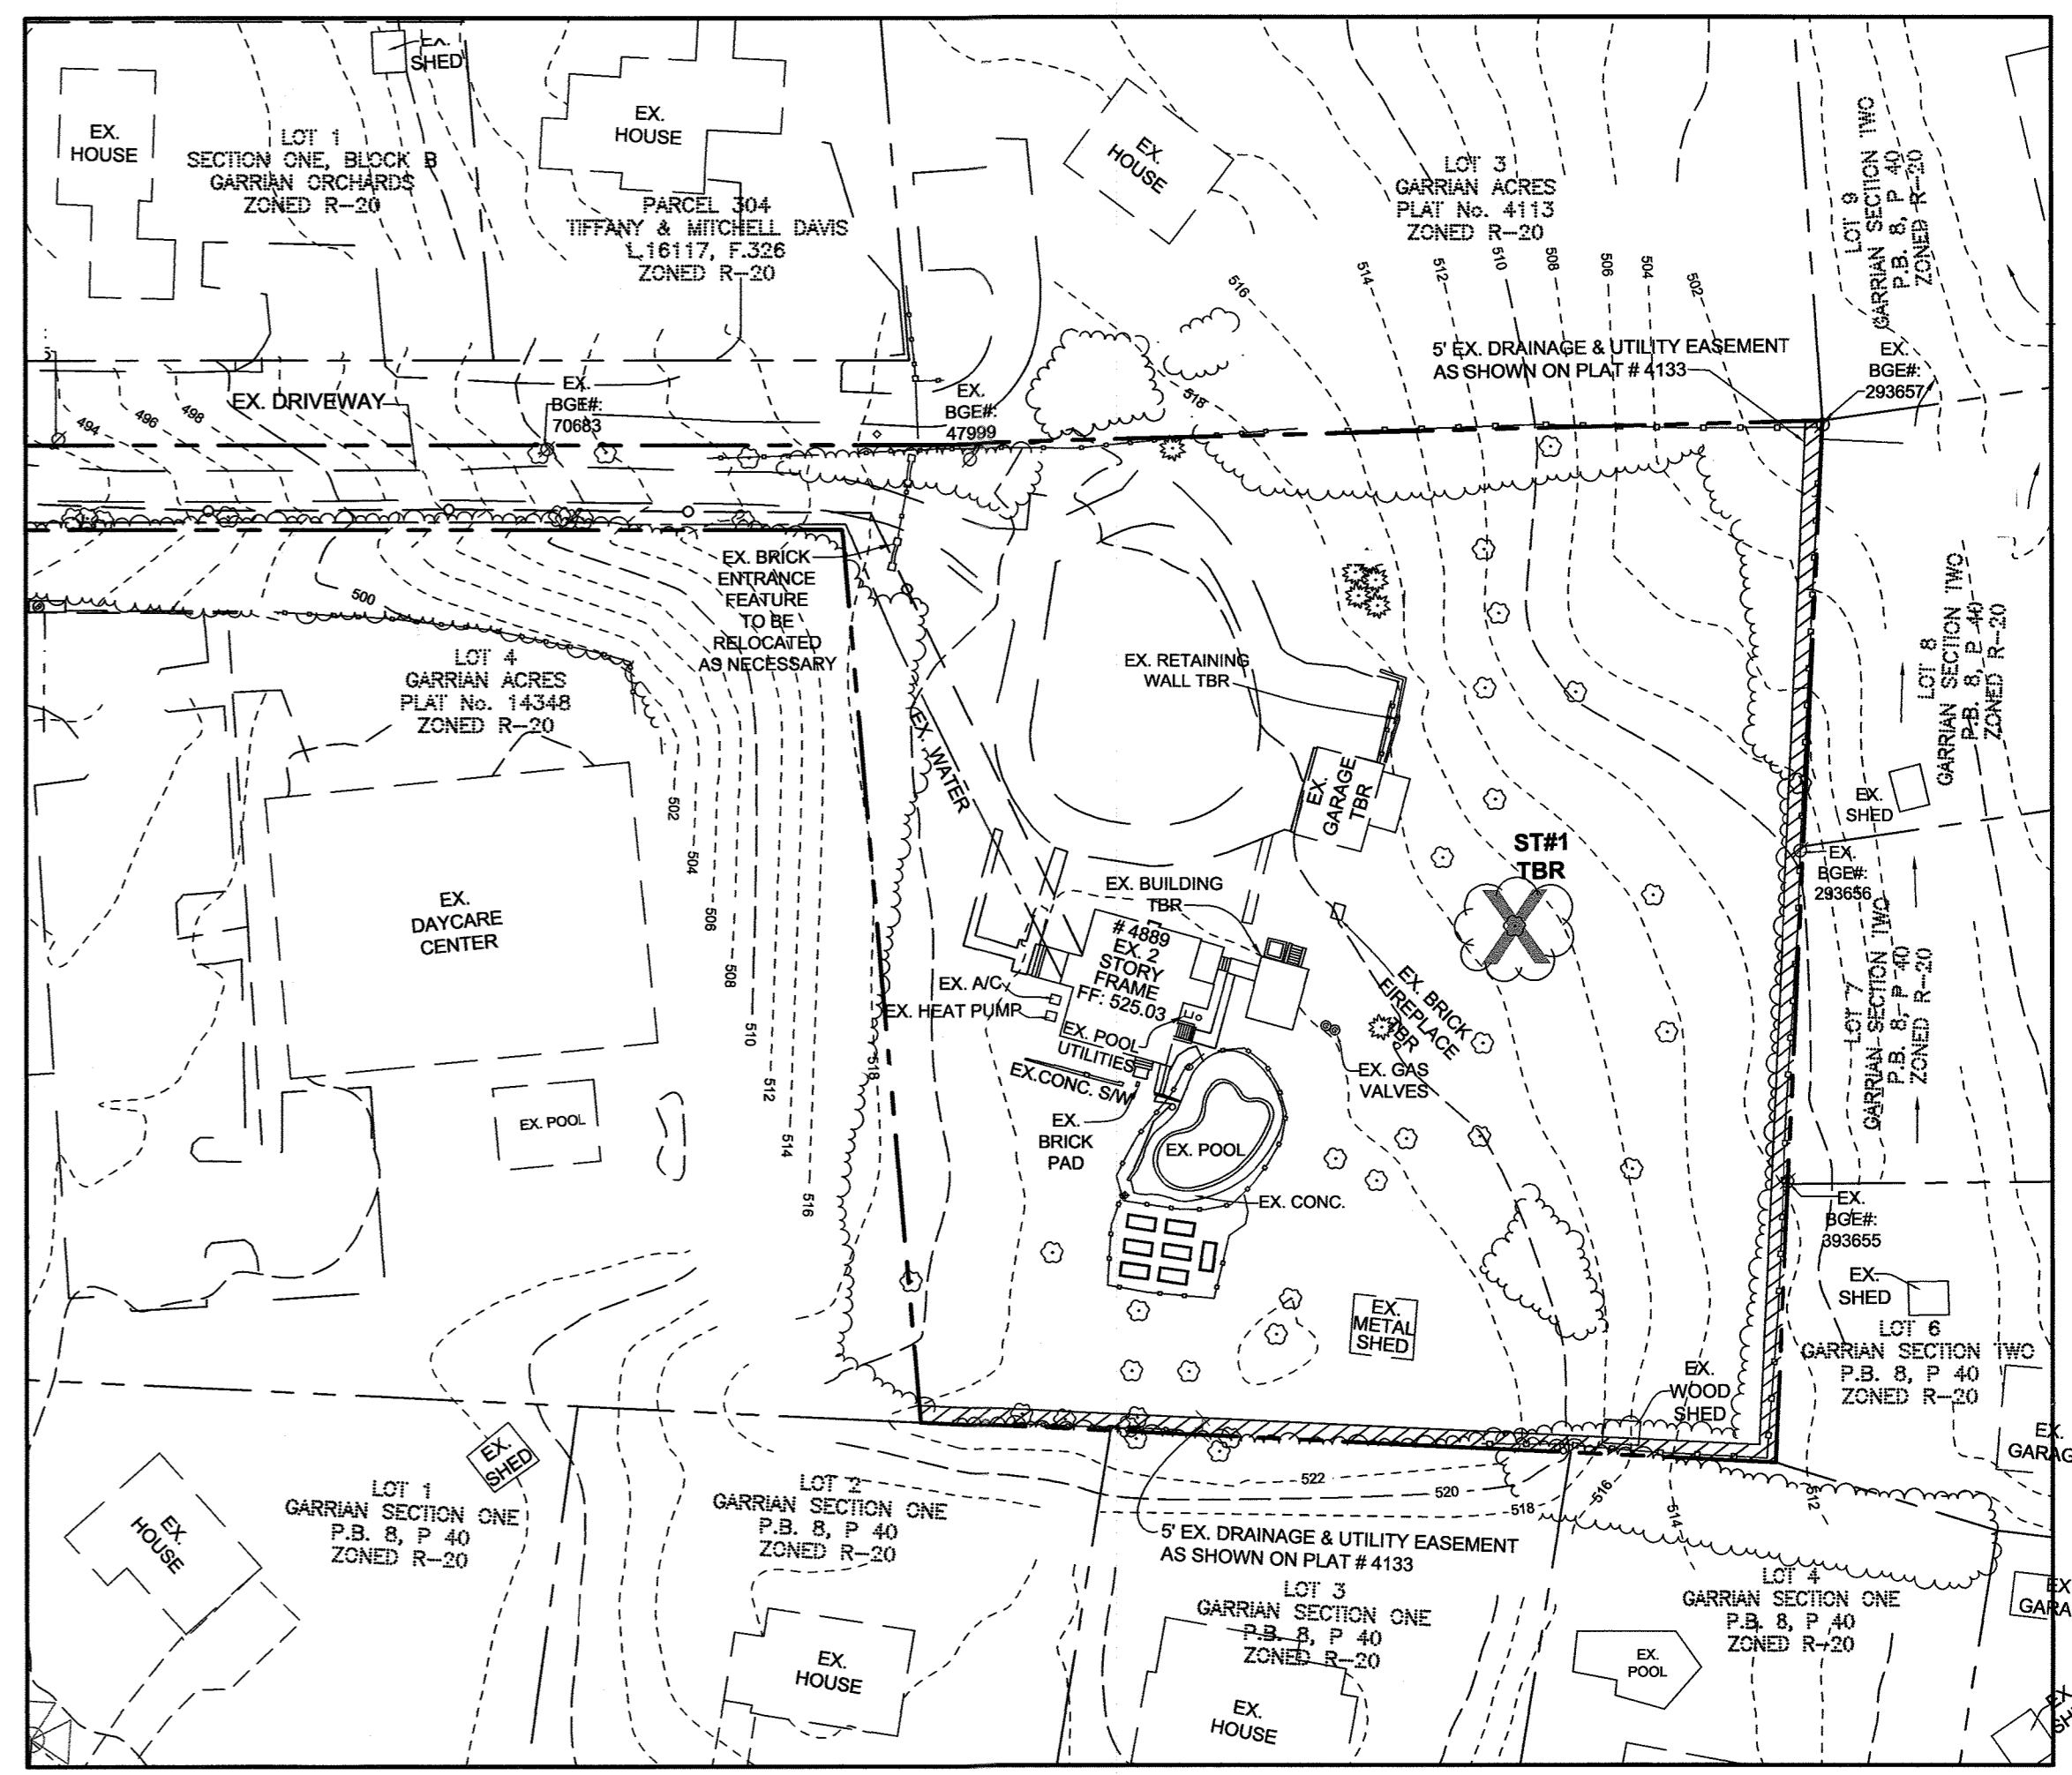 EX.
SHED
EX.
HOUSE
LOT 1
SECTION ONE, BLOCK B
GARRIAN ORCHARDS
ZONED R-20
EX.
HOUSE
PARCEL 304
TIFFANY & MITCHELL DAVIS
L.16117, F.326
ZONED R-20
EX.
HOUSE
LOT 3
GARRIAN ACRES
PLAT No. 4113
ZONED R-20
LOT 9
GARRIAN SECTION TWO
P.B. 8, P 40
ZONED R-20
516
514
512
510
508
506
504
502
518
5' EX. DRAINAGE & UTILITY EASEMENT
AS SHOWN ON PLAT # 4133
EX.
BGE#:
293657
EX. DRIVEWAY
494
496
498
EX.
BGE#:
70683
EX.
BGE#:
47999
EX. BRICK
ENTRANCE
FEATURE
TO BE
RELOCATED
AS NECESSARY
500
LOT 4
GARRIAN ACRES
PLAT No. 14348
ZONED R-20
EX. WATER
EX. RETAINING
WALL TBR
EX.
GARAGE
TBR
LOT 8
GARRIAN SECTION TWO
P.B. 8, P 40
ZONED R-20
EX.
SHED
ST#1
TBR
EX.
BGE#:
293656
EX.
DAYCARE
CENTER
502
504
506
508
510
512
514
516
518
EX. BUILDING
TBR
# 4889
EX. 2
STORY
FRAME
FF: 525.03
EX. A/C
EX. HEAT PUMP
EX. POOL
UTILITIES
EX.CONC. S/W
EX.
BRICK
PAD
EX. BRICK
FIREPLACE
TBR
EX. GAS
VALVES
LOT 7
GARRIAN SECTION TWO
P.B. 8, P 40
ZONED R-20
EX. POOL
EX. POOL
EX. CONC.
EX.
BGE#:
393655
EX.
SHED
EX.
METAL
SHED
LOT 6
GARRIAN SECTION TWO
P.B. 8, P 40
ZONED R-20
EX.
WOOD
SHED
EX.
SHED
EX.
GARAG
522
520
518
516
514
512
LOT 1
GARRIAN SECTION ONE
P.B. 8, P 40
ZONED R-20
EX.
HOUSE
LOT 2
GARRIAN SECTION ONE
P.B. 8, P 40
ZONED R-20
5' EX. DRAINAGE & UTILITY EASEMENT
AS SHOWN ON PLAT # 4133
LOT 3
GARRIAN SECTION ONE
P.B. 8, P 40
ZONED R-20
LOT 4
GARRIAN SECTION ONE
P.B. 8, P 40
ZONED R-20
EX
GARA
EX.
HOUSE
EX.
HOUSE
EX.
POOL
EX
SH